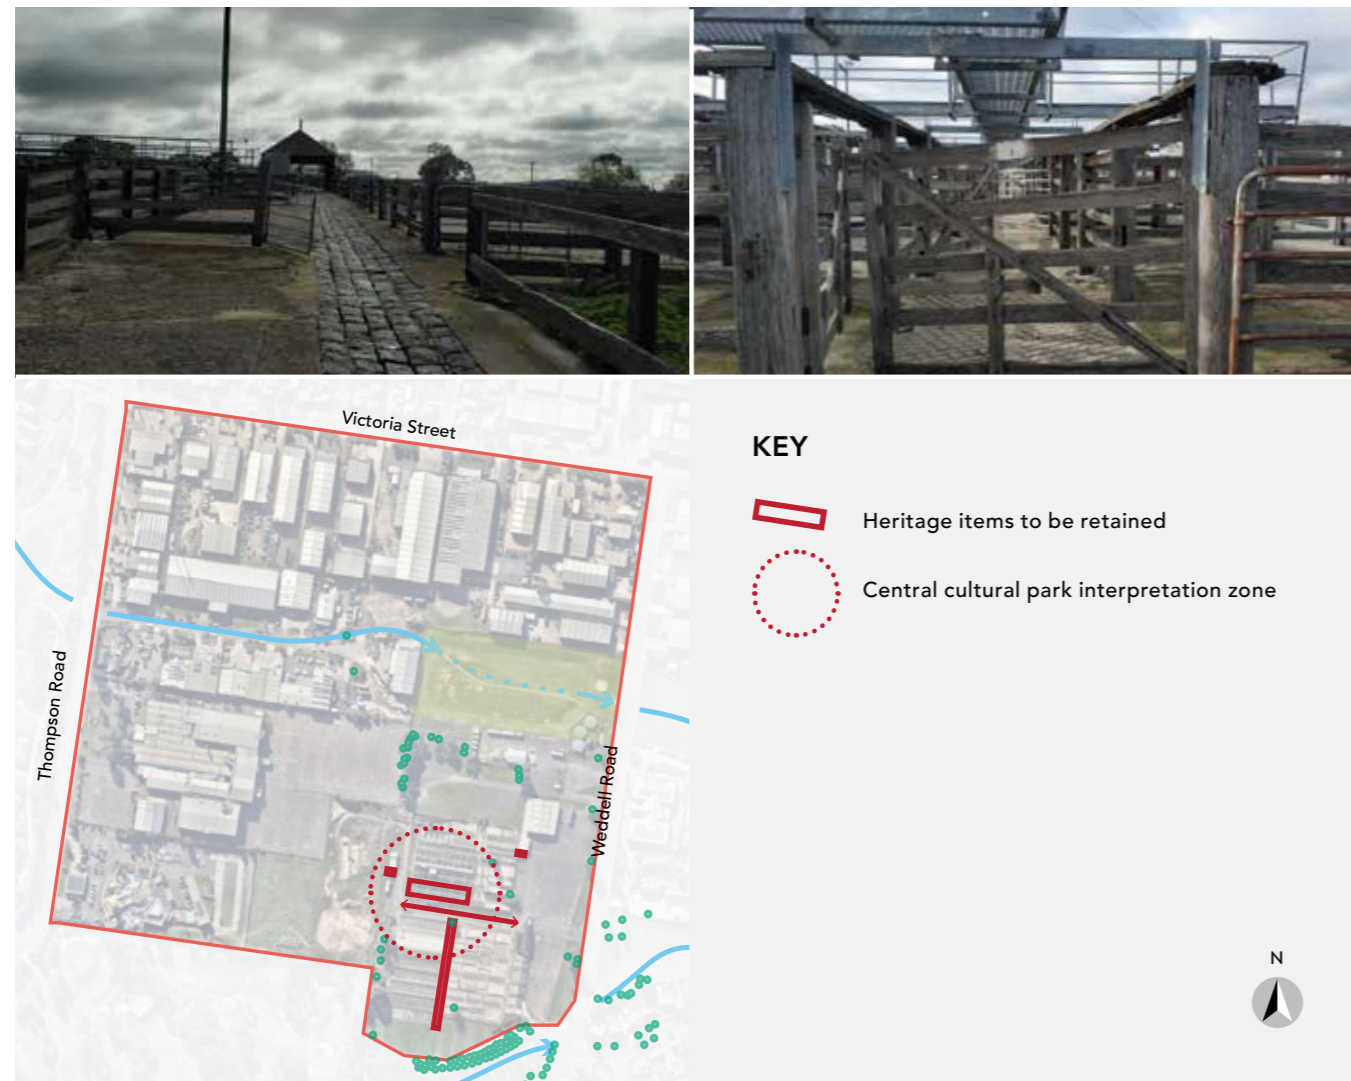 Victoria Street
Thompson Road
Weddell Road
KEY
Heritage items to be retained
Central cultural park interpretation zone
N